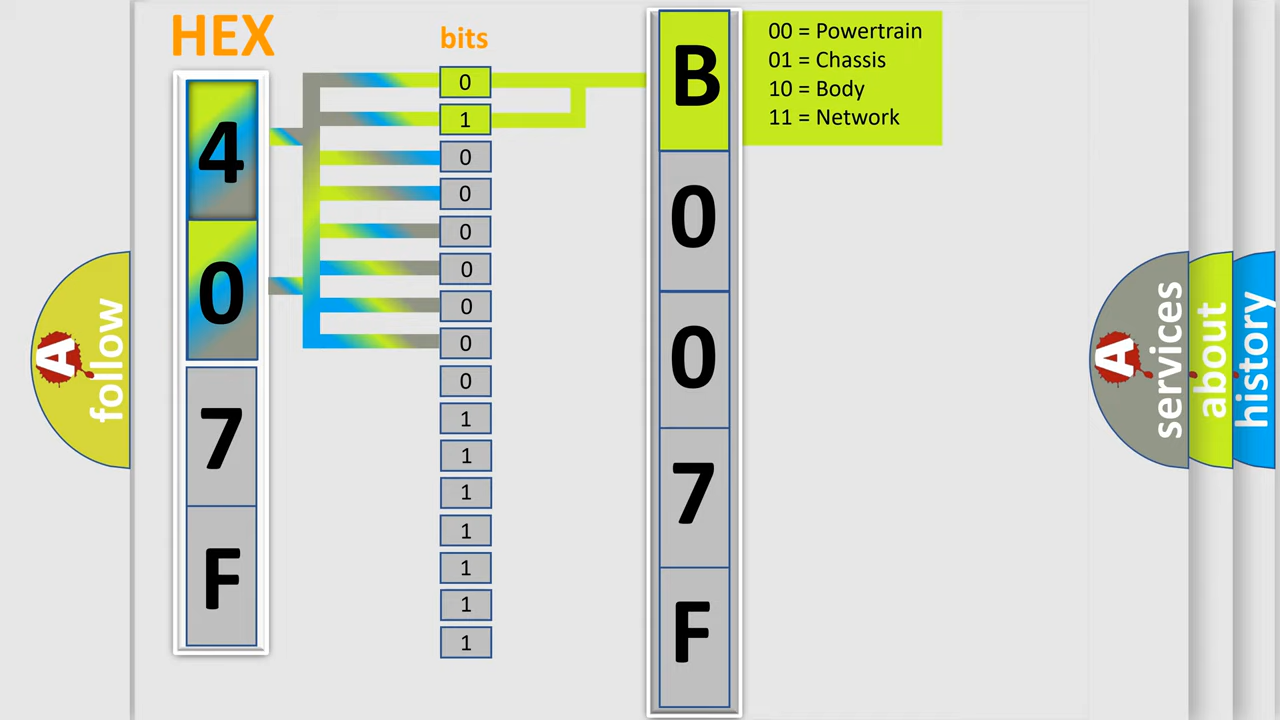 HEX
bits
4
0
7
F
0
1
0
0
0
0
0
0
0
1
1
1
1
1
1
1
B
0
0
7
F
00 = Powertrain
01 = Chassis
10 = Body
11 = Network
A
follow
A
services
about
history